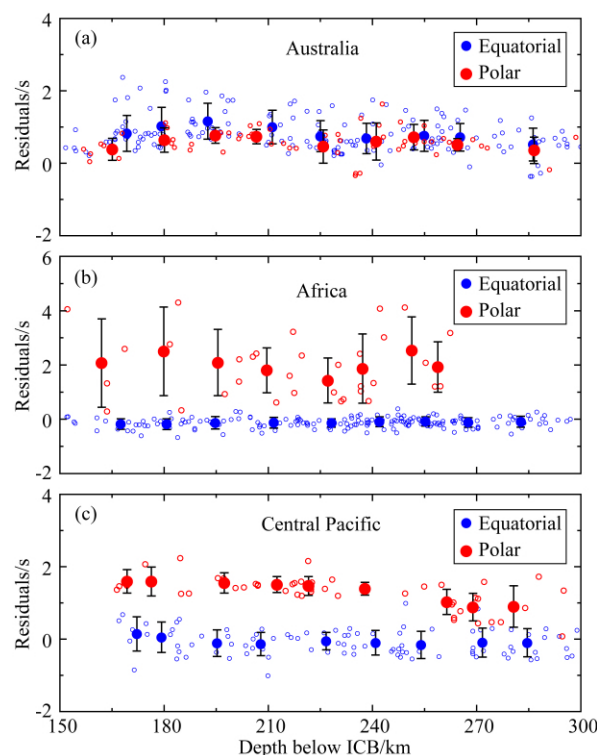 4
(a)
Australia
Equatorial
Polar
2
0
2
Residuals/s
6
(b)
Africa
Equatorial
Polar
4
2
0
2
Residuals/s
4
(c)
Central Pacific
Equatorial
Polar
2
0
2
Residuals/s
150
180
210
240
270
300
Depth below ICB/km